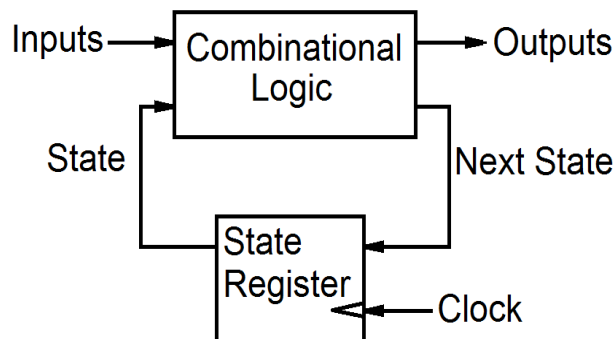 Inputs
Combinational
Logic
Outputs
State
Next State
State
Register
Clock